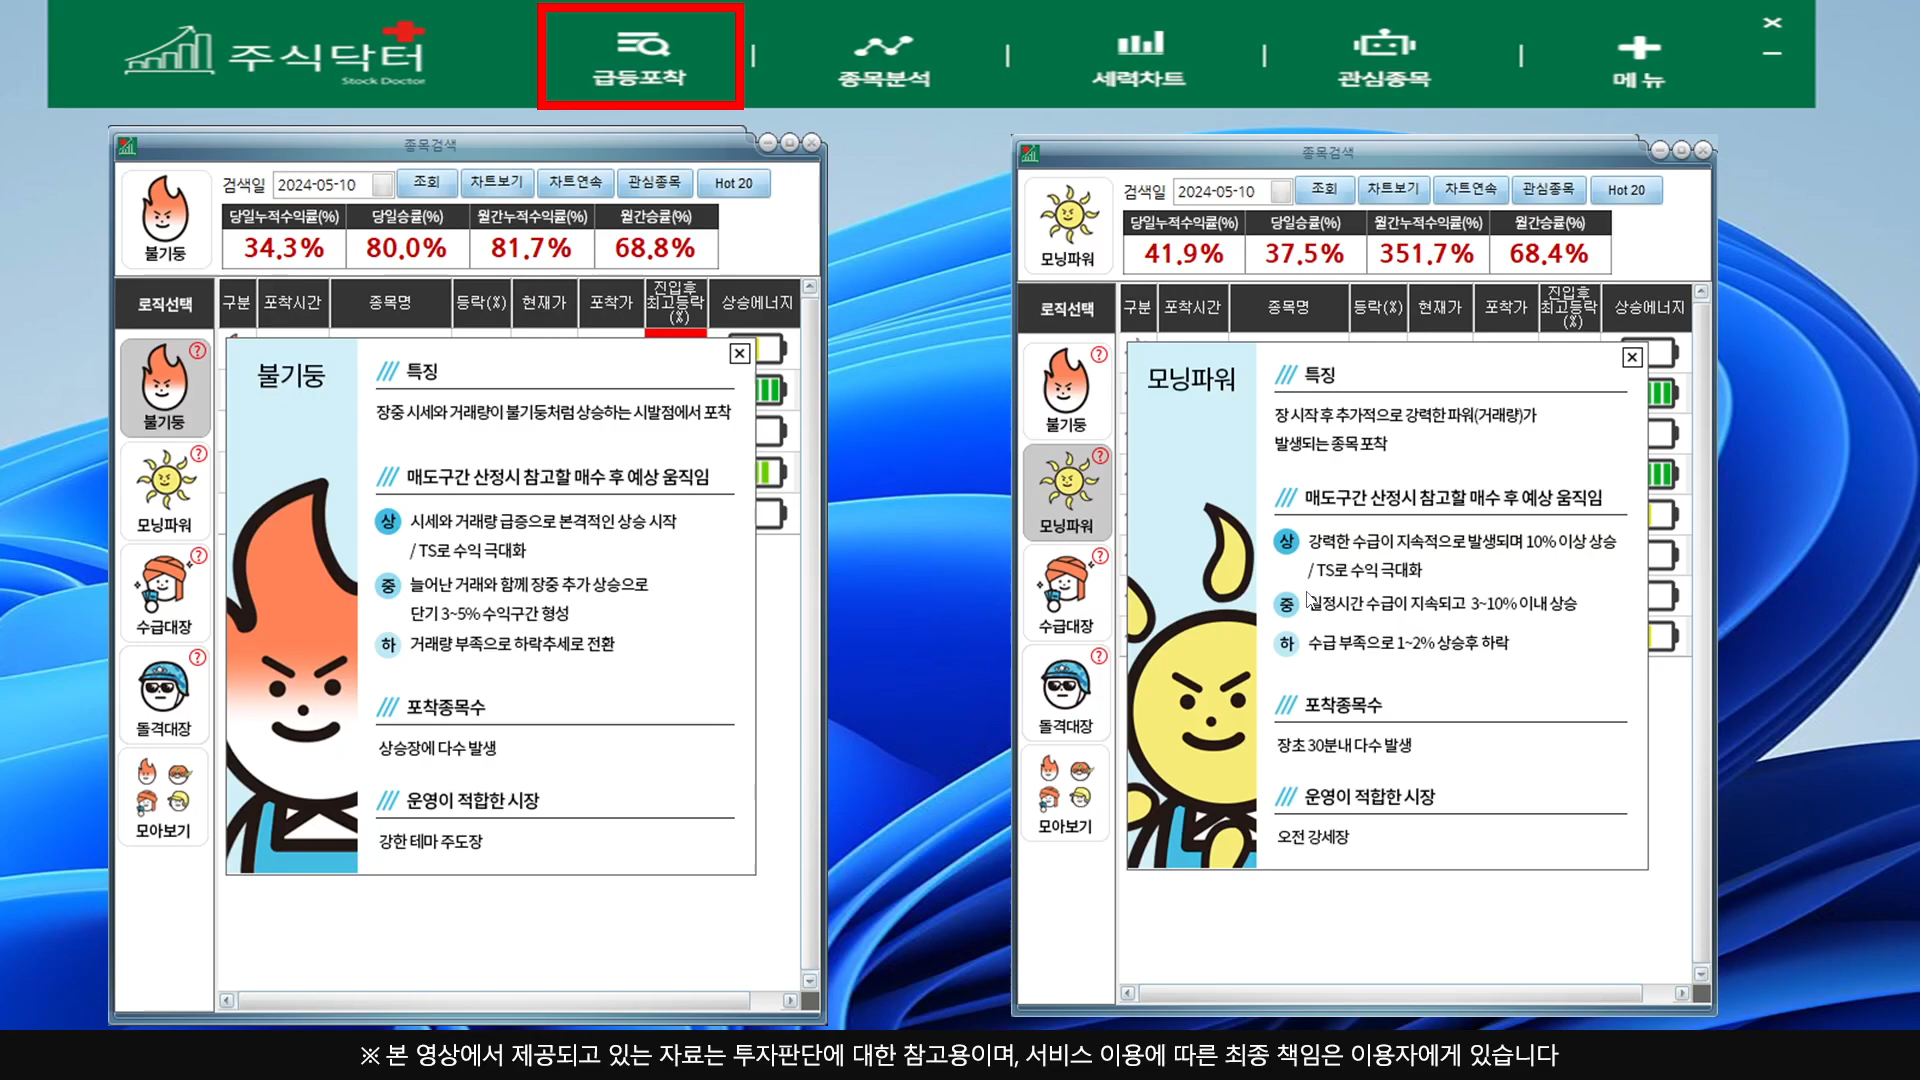 주식닥터
Stock Doctor
급등포착
종목분석
세력차트
관심종목
메뉴
종목검색
검색일 2024-05-10 조회 차트보기 차트연속 관심종목 Hot 20
불기둥
당일누적수익률(%) 당일승률(%) 월간누적수익률(%) 월간승률(%)
34.3% 80.0% 81.7% 68.8%
로직선택
구분 포착시간 종목명 등락(%) 현재가 포착가 진입후 최고등락 (%) 상승에너지
불기둥
모닝파워
수급대장
돌격대장
모아보기
불기둥
/// 특징
장중 시세와 거래량이 불기둥처럼 상승하는 시발점에서 포착
/// 매도구간 산정시 참고할 매수 후 예상 움직임
상 시세와 거래량 급증으로 본격적인 상승 시작
/ TS로 수익 극대화
중 늘어난 거래와 함께 장중 추가 상승으로
단기 3~5% 수익구간 형성
하 거래량 부족으로 하락추세로 전환
/// 포착종목수
상승장에 다수 발생
/// 운영이 적합한 시장
강한 테마 주도장
종목검색
검색일 2024-05-10 조회 차트보기 차트연속 관심종목 Hot 20
모닝파워
당일누적수익률(%) 당일승률(%) 월간누적수익률(%) 월간승률(%)
41.9% 37.5% 351.7% 68.4%
로직선택
구분 포착시간 종목명 등락(%) 현재가 포착가 진입후 최고등락 (%) 상승에너지
불기둥
모닝파워
수급대장
돌격대장
모아보기
모닝파워
/// 특징
장 시작 후 추가적으로 강력한 파워(거래량)가
발생되는 종목 포착
/// 매도구간 산정시 참고할 매수 후 예상 움직임
상 강력한 수급이 지속적으로 발생되며 10% 이상 상승
/ TS로 수익 극대화
중 일정시간 수급이 지속되고 3~10% 이내 상승
하 수급 부족으로 1~2% 상승후 하락
/// 포착종목수
장초 30분내 다수 발생
/// 운영이 적합한 시장
오전 강세장
※ 본 영상에서 제공되고 있는 자료는 투자판단에 대한 참고용이며, 서비스 이용에 따른 최종 책임은 이용자에게 있습니다